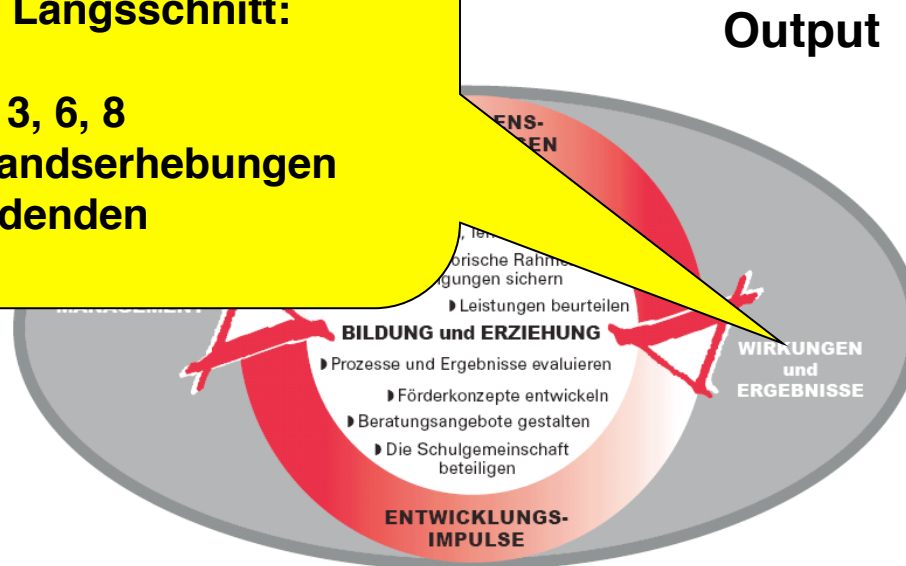 Längsschnitt:
Output
3, 6, 8
andserhebungen
denden
ENS-
EN
orische Rahme
gungen sichern
Leistungen beurteilen
MANAGEMENT
BILDUNG und ERZIEHUNG
WIRKUNGEN
und
ERGEBNISSE
Prozesse und Ergebnisse evaluieren
Förderkonzepte entwickeln
Beratungsangebote gestalten
Die Schulgemeinschaft
beteiligen
ENTWICKLUNGS-
IMPULSE